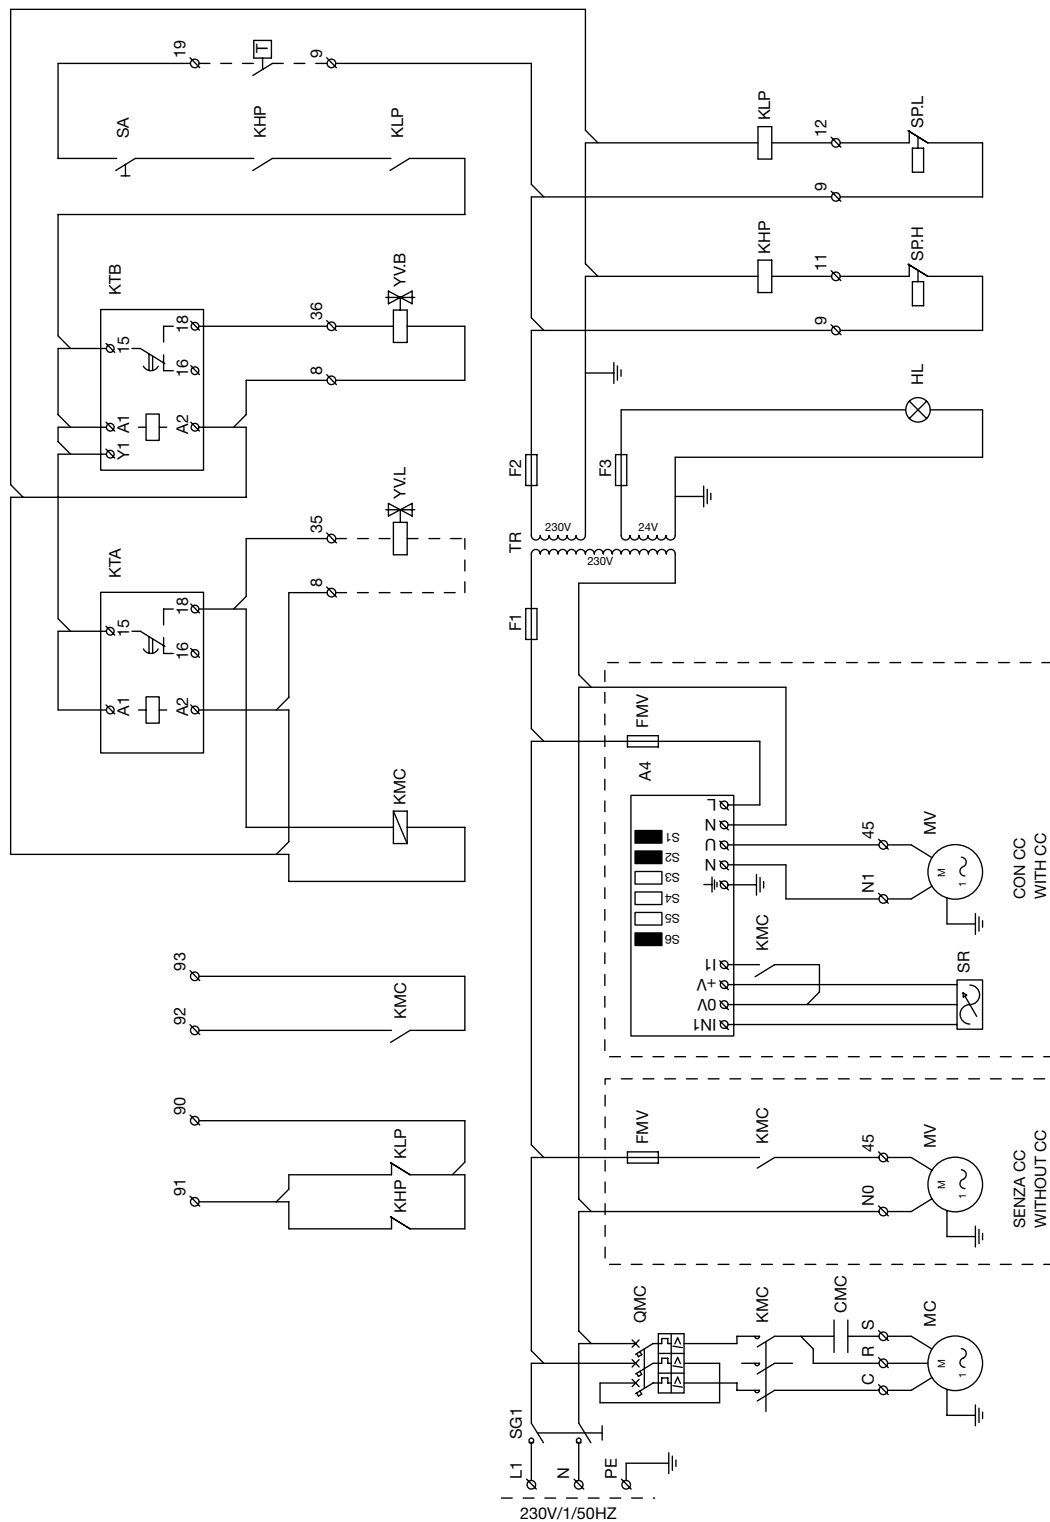 230V/1/50HZ
L1
N
PE
SG1
QMC
KMC
CMC
C
R
S
MC
M
1
FMV
KMC
N0
45
MV
M
1
SENZA CC
WITHOUT CC
A4
FMV
S6
S5
S4
S3
S2
S1
IN1
0V
+V
I1
N
U
N
L
KMC
SR
N1
45
MV
M
1
CON CC
WITH CC
F1
TR
230V
230V
24V
F2
F3
HL
9
KHP
11
SP.H
9
KLP
12
SP.L
91
90
KHP
KLP
92
93
KMC
KMC
KTA
A1
A2
15
16
18
8
35
YV.L
KTB
Y1
A1
A2
15
16
18
8
36
YV.B
SA
KHP
KLP
19
T
9